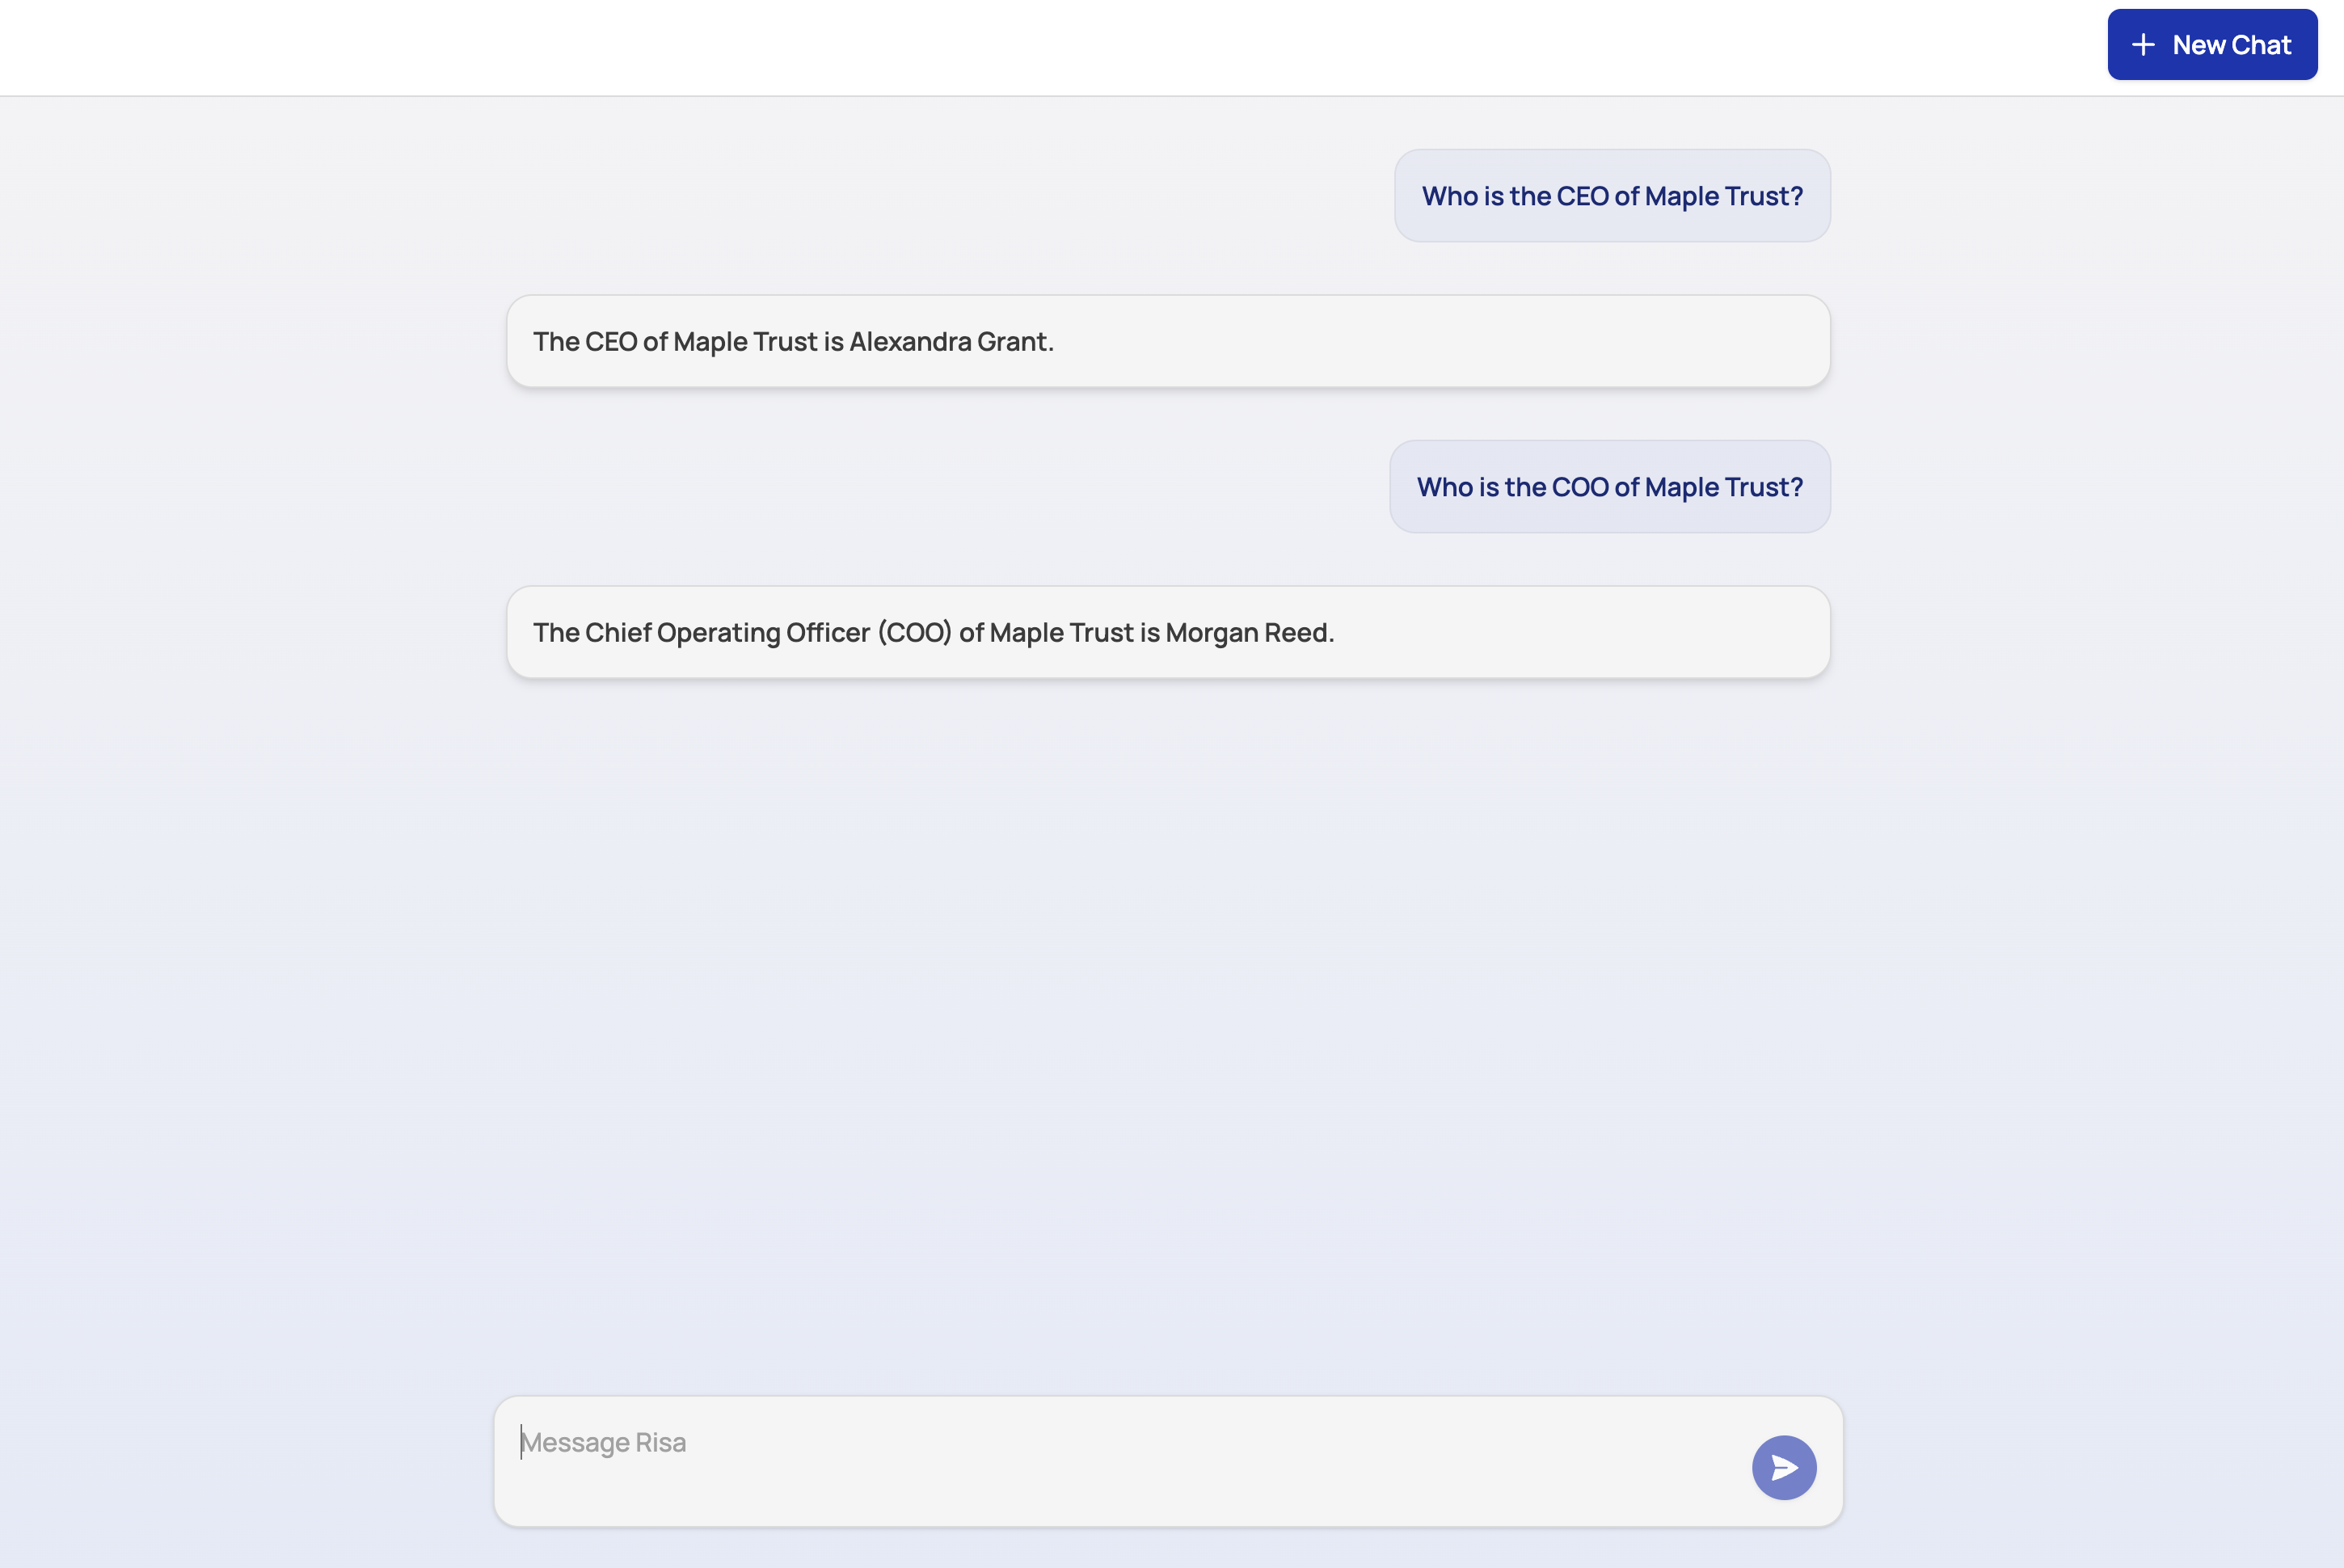 New Chat
Who is the CEO of Maple Trust?
The CEO of Maple Trust is Alexandra Grant.
Who is the COO of Maple Trust?
The Chief Operating Officer (COO) of Maple Trust is Morgan Reed.
Message Risa